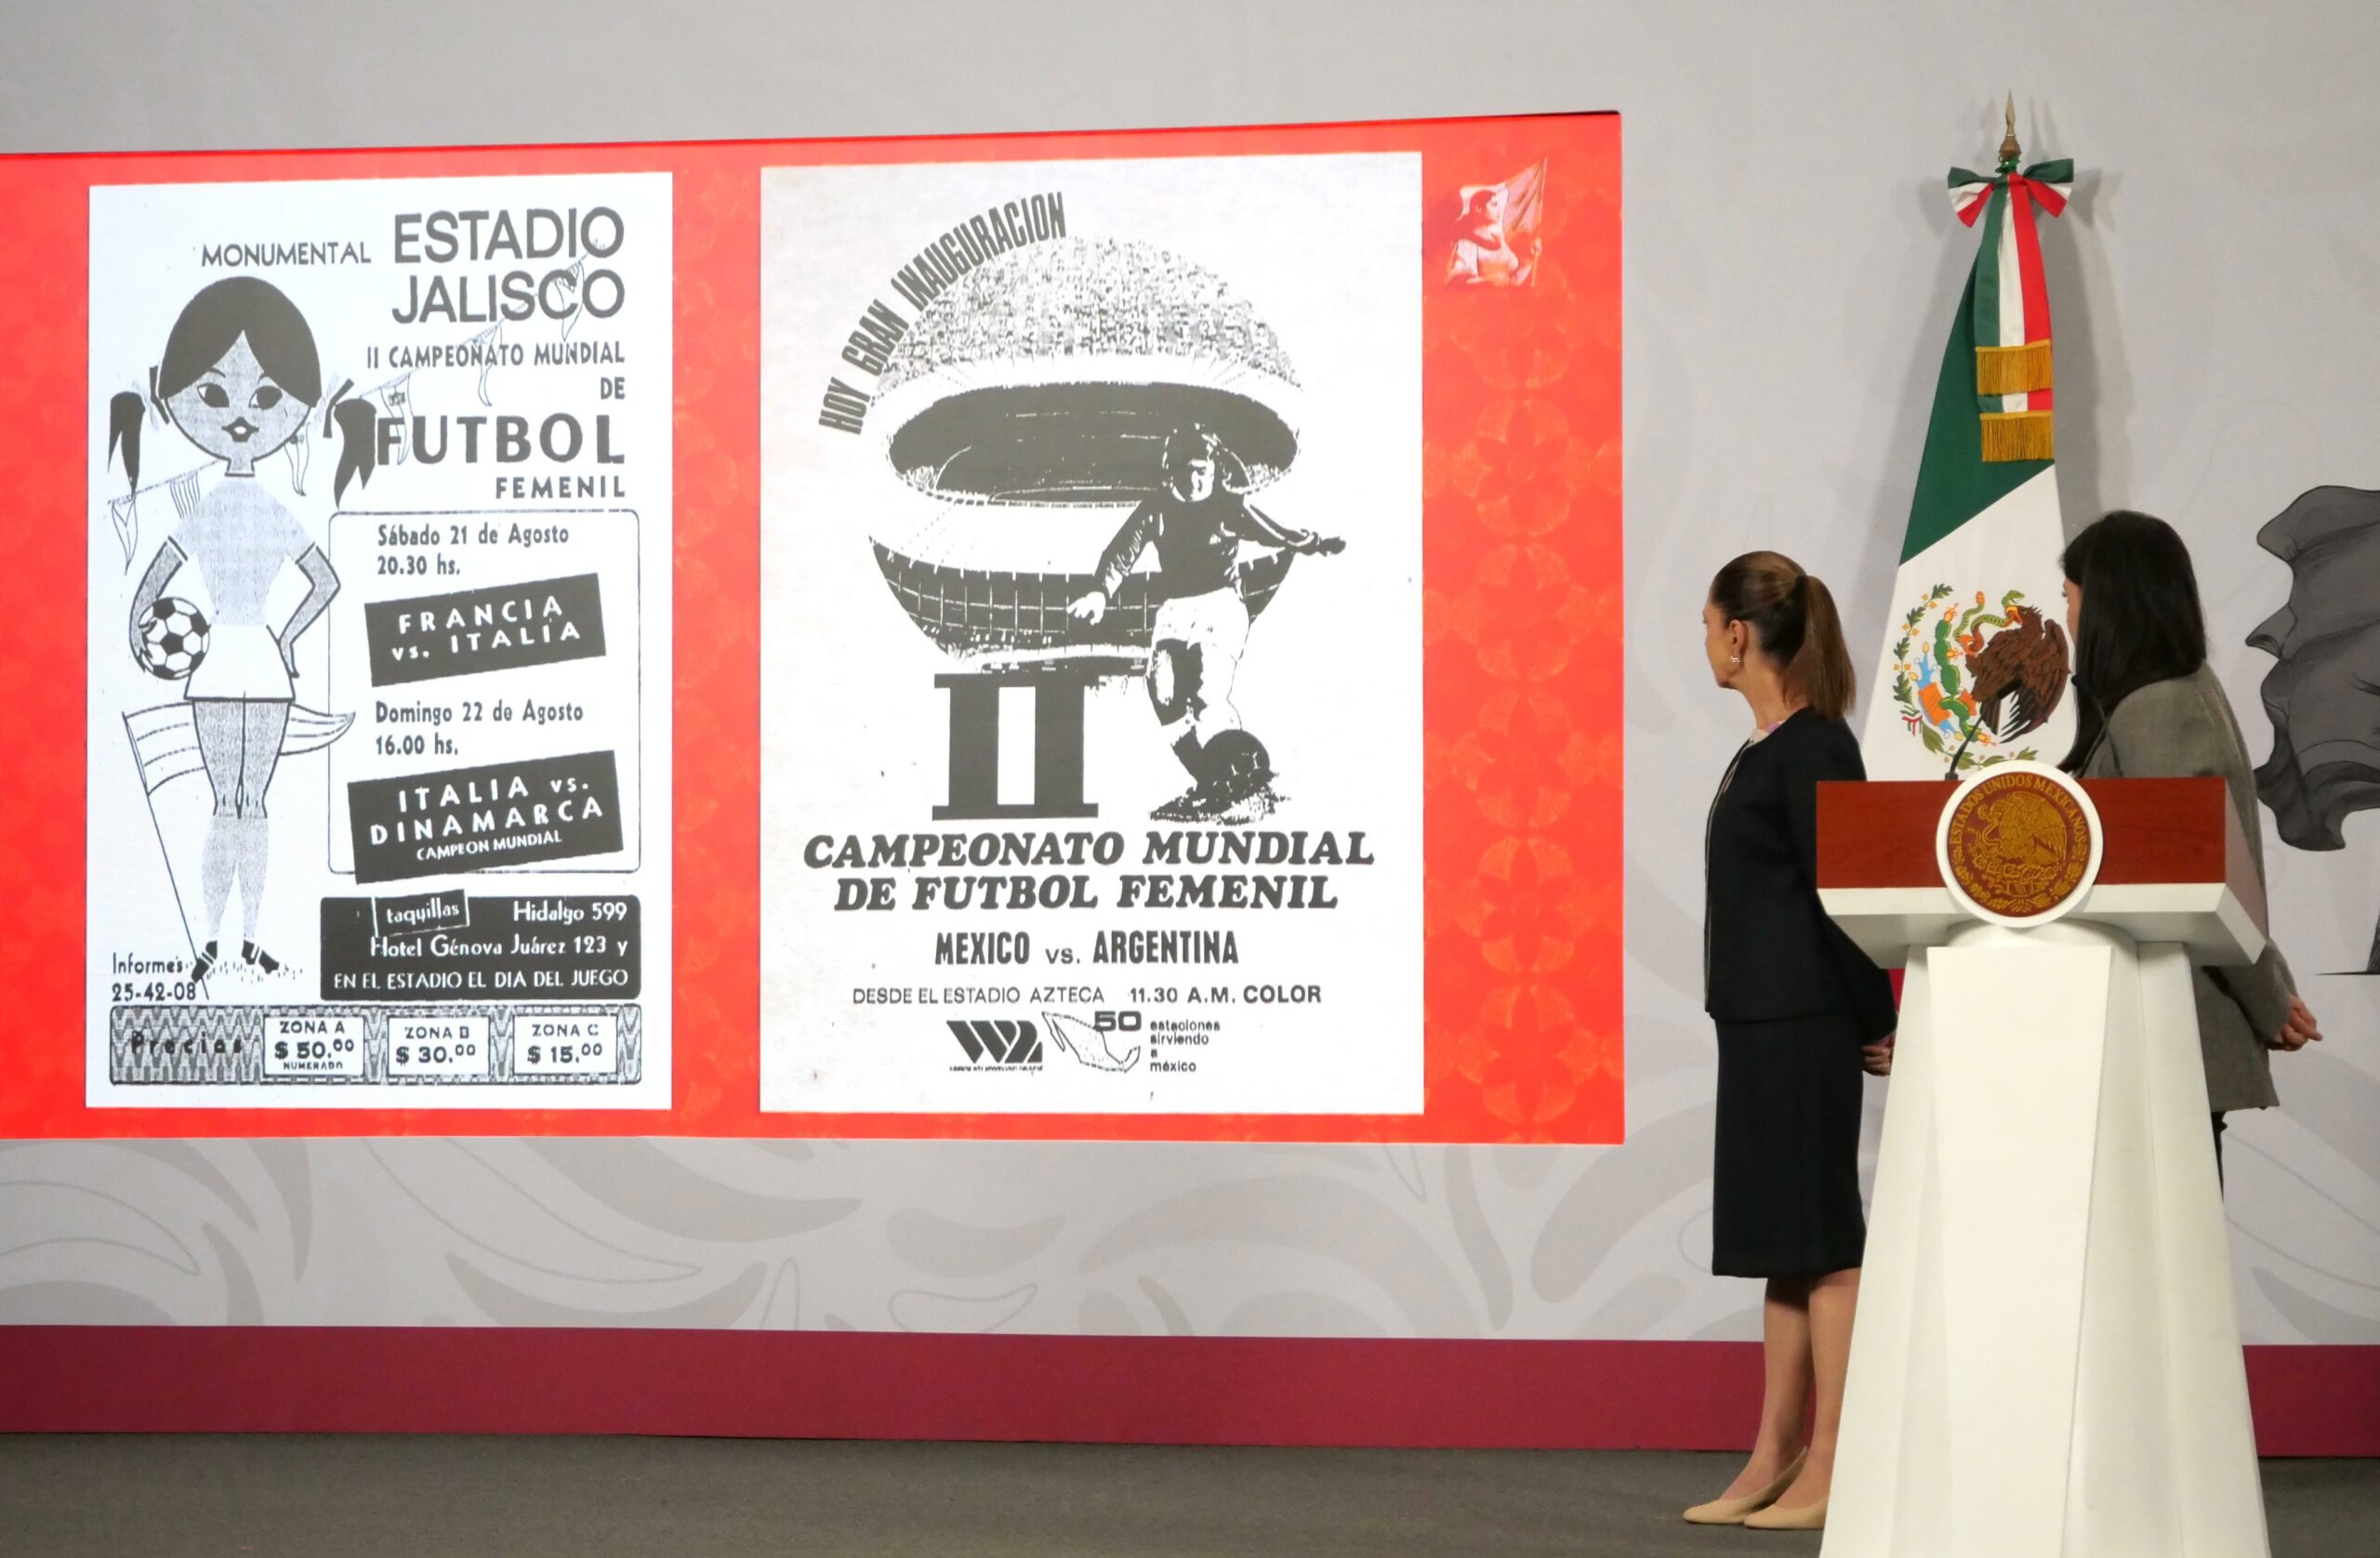 MONUMENTAL ESTADIO
JALISCO
II CAMPEONATO MUNDIAL
DE
FUTBOL
FEMENIL
Sábado 21 de Agosto
20.30 hs.
FRANCIA
vs. ITALIA
Domingo 22 de Agosto
16.00 hs.
ITALIA vs.
DINAMARCA
CAMPEON MUNDIAL
taquillas Hidalgo 599
Hotel Génova Juárez 123 y
EN EL ESTADIO EL DIA DEL JUEGO
Informes
25-42-08
Precios
ZONA A
$ 50.00
NUMERADO
ZONA B
$ 30.00
ZONA C
$ 15.00
HOY GRAN INAUGURACION
II
CAMPEONATO MUNDIAL
DE FUTBOL FEMENIL
MEXICO vs. ARGENTINA
DESDE EL ESTADIO AZTECA 11.30 A.M. COLOR
50 estaciones
sirviendo
a
méxico
ESTADOS UNIDOS MEXICANOS